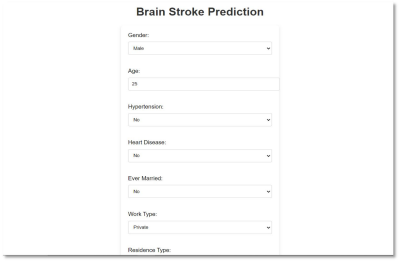 Brain Stroke Prediction
Gender:
Male
Age:
25
Hypertension:
No
Heart Disease:
No
Ever Married:
No
Work Type:
Private
Residence Type: